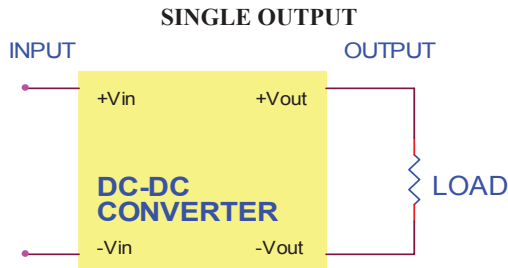 SINGLE OUTPUT
INPUT OUTPUT
+Vin +Vout
DC-DC
CONVERTER
LOAD
-Vin -Vout